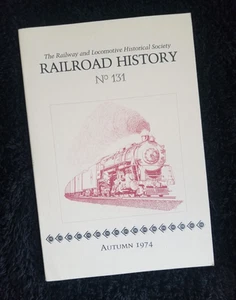 The Railway and Locomotive Historical Society
RAILROAD HISTORY
No 131
AUTUMN 1974